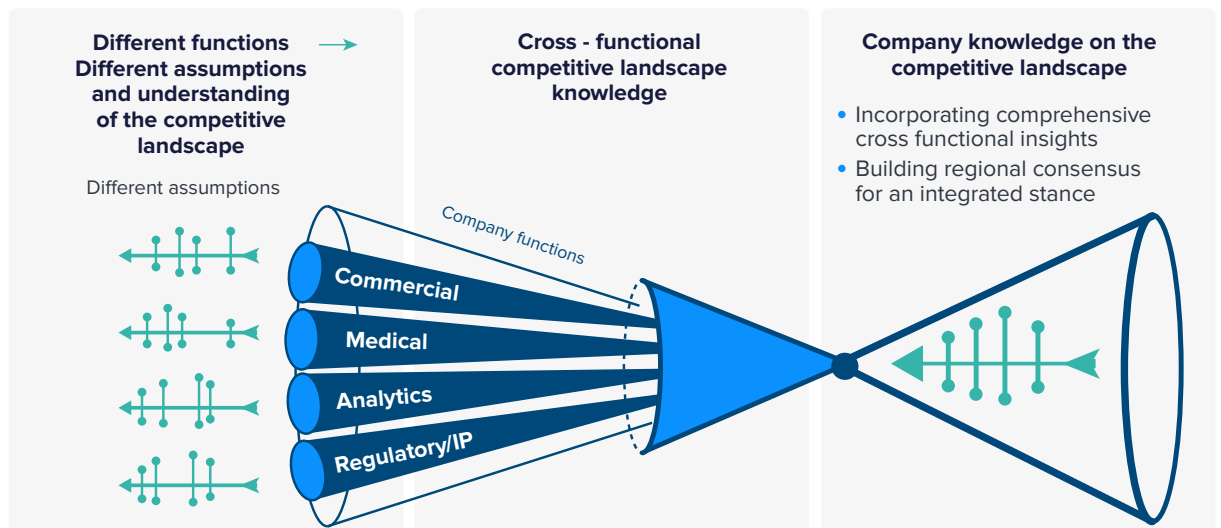 Different functions
Different assumptions
and understanding
of the competitive
landscape
Different assumptions
Cross - functional
competitive landscape
knowledge
Company functions
Commercial
Medical
Analytics
Regulatory/IP
Company knowledge on the
competitive landscape
Incorporating comprehensive
cross functional insights
Building regional consensus
for an integrated stance